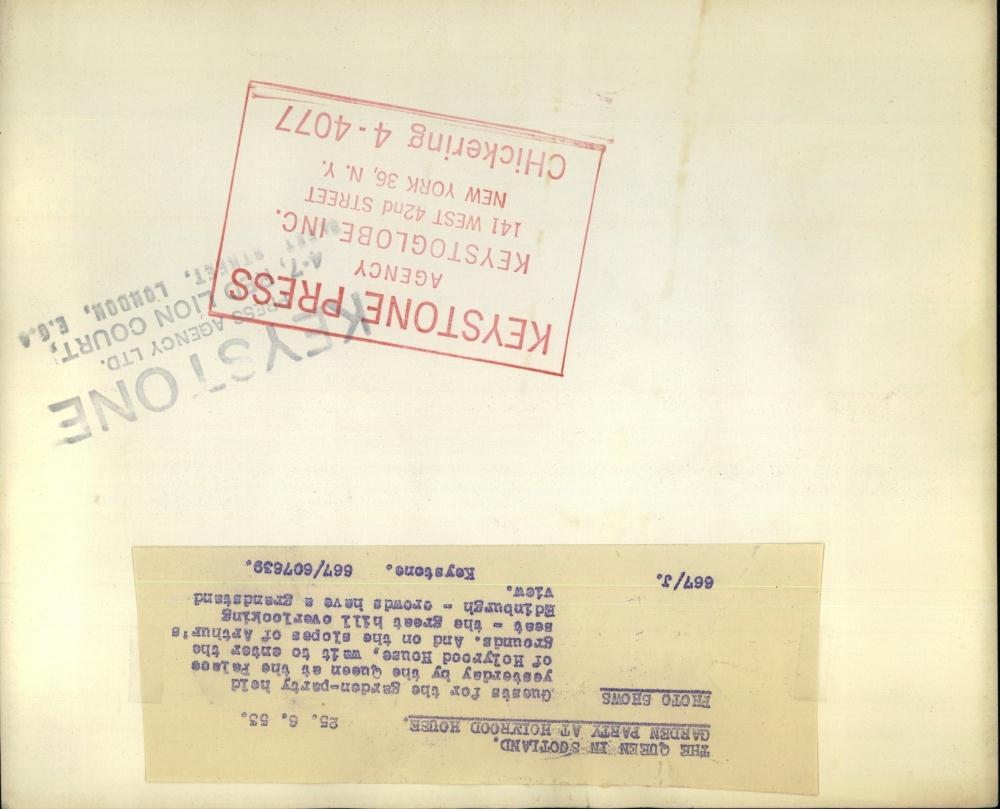 THE QUEEN IN SCOTLAND.
GARDEN PARTY AT HOLYROOD HOUSE. 25. 6. 53.
PHOTO SHOWS
Guests for the garden-party held
yesterday by the Queen at the Palace
of Holyrood House, wait to enter the
grounds. And on the slopes of Arthur's
seat - the great hill overlooking
Edinburgh - crowds have a grandstand
view.
667/J. Keystone. 667/607639.
KEYSTONE PRESS
AGENCY
KEYSTOGLOBE INC.
141 WEST 42nd STREET
NEW YORK 36, N. Y.
CHickering 4-4077
KEYSTONE
PRESS AGENCY LTD.
LION COURT,
STREET, LONDON, E.C.4